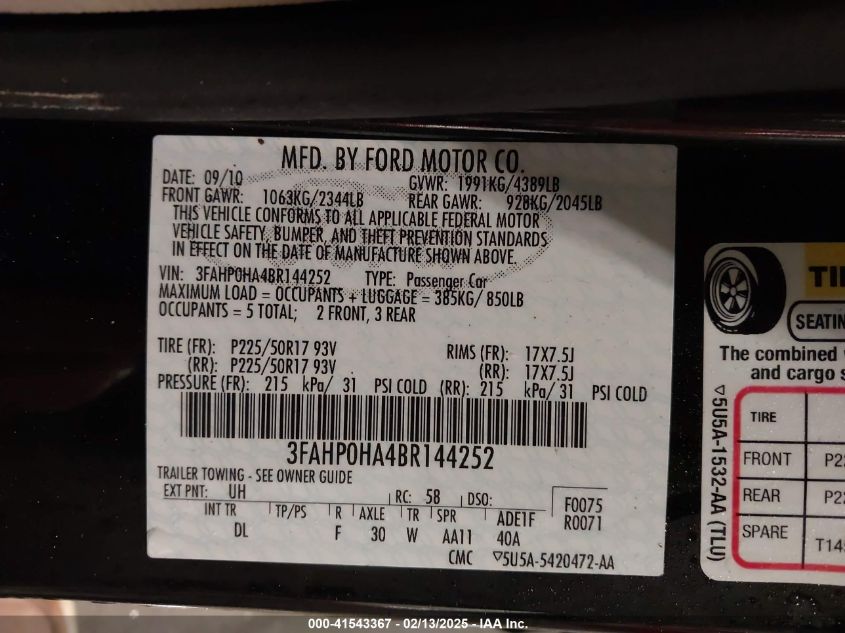 MFD. BY FORD MOTOR CO.
DATE: 09/10 GVWR: 1991KG/4389LB
FRONT GAWR: 1063KG/2344LB REAR GAWR: 928KG/2045LB
THIS VEHICLE CONFORMS TO ALL APPLICABLE FEDERAL MOTOR
VEHICLE SAFETY, BUMPER, AND THEFT PREVENTION STANDARDS
IN EFFECT ON THE DATE OF MANUFACTURE SHOWN ABOVE.
VIN: 3FAHP0HA4BR144252 TYPE: Passenger Car
MAXIMUM LOAD = OCCUPANTS + LUGGAGE = 385KG/ 850LB
OCCUPANTS = 5 TOTAL; 2 FRONT, 3 REAR
TIRE (FR): P225/50R17 93V RIMS (FR): 17X7.5J
(RR): P225/50R17 93V (RR): 17X7.5J
PRESSURE (FR): 215 kPa/ 31 PSI COLD (RR): 215 kPa/ 31 PSI COLD
3FAHP0HA4BR144252
TRAILER TOWING - SEE OWNER GUIDE
EXT PNT: UH RC: 58 DSO: F0075
R0071
INT TR TP/PS R AXLE TR SPR ADE1F
DL F 30 W AA11 40A
CMC ▽5U5A-5420472-AA
SEATIN
The combined
and cargo s
TIRE
FRONT P22
REAR P22
SPARE T14
▽5U5A-1532-AA (TLU)
000-41543367 - 02/13/2025 - IAA Inc.